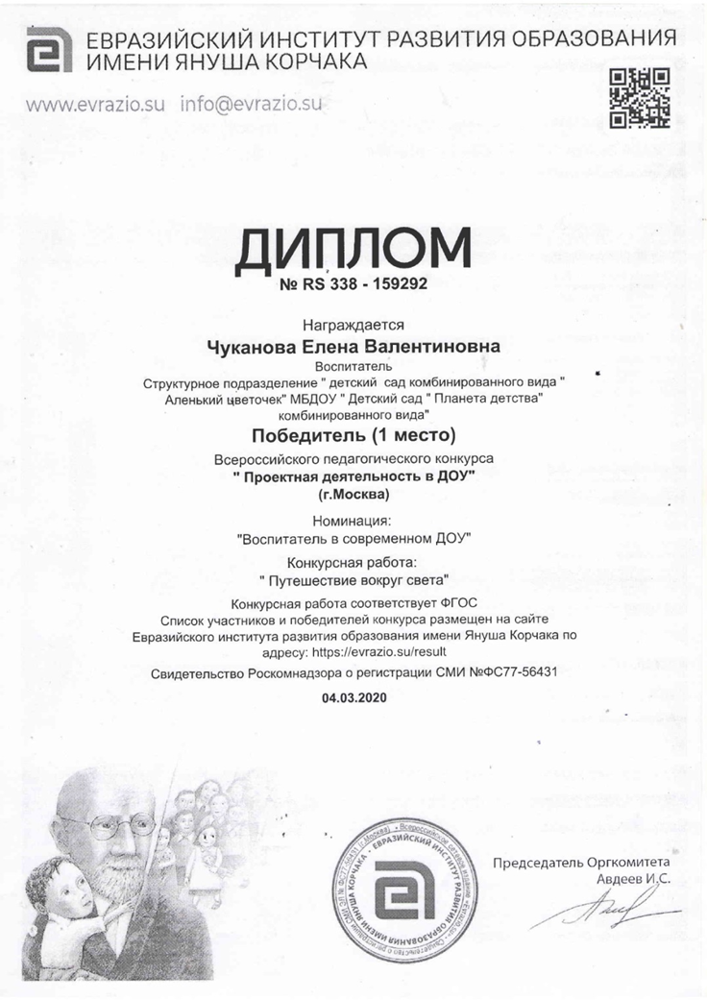 ЕВРАЗИЙСКИЙ ИНСТИТУТ РАЗВИТИЯ ОБРАЗОВАНИЯ
ИМЕНИ ЯНУША КОРЧАКА
www.evrazio.su info@evrazio.su
ДИПЛОМ
№ RS 338 - 159292
Награждается
Чуканова Елена Валентиновна
Воспитатель
Структурное подразделение " детский сад комбинированного вида "
Аленький цветочек" МБДОУ " Детский сад " Планета детства"
комбинированного вида"
Победитель (1 место)
Всероссийского педагогического конкурса
" Проектная деятельность в ДОУ"
(г.Москва)
Номинация:
"Воспитатель в современном ДОУ"
Конкурсная работа:
" Путешествие вокруг света"
Конкурсная работа соответствует ФГОС
Список участников и победителей конкурса размещен на сайте
Евразийского института развития образования имени Януша Корчака по
адресу: https://evrazio.su/result
Свидетельство Роскомнадзора о регистрации СМИ №ФС77-56431
04.03.2020
ЕВРАЗИЙСКИЙ ИНСТИТУТ РАЗВИТИЯ ОБРАЗОВАНИЯ ИМЕНИ ЯНУША КОРЧАКА
Председатель Оргкомитета
Авдеев И.С.